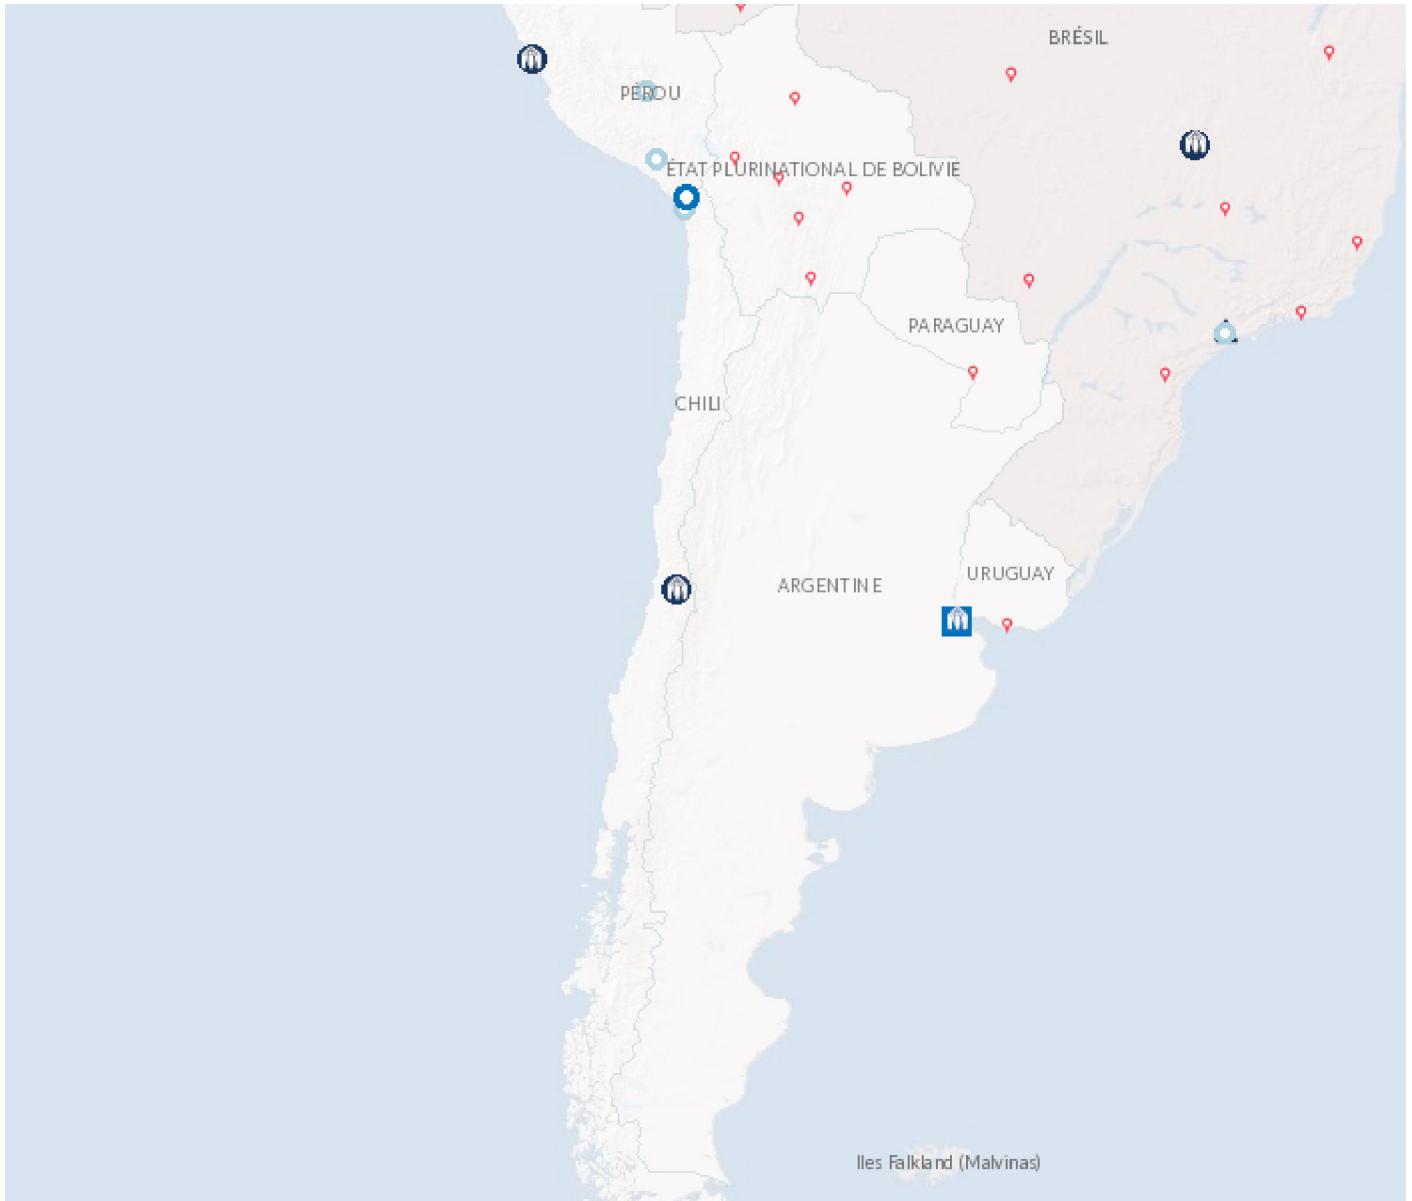 BRÉSIL
PÉROU
ÉTAT PLURINATIONAL DE BOLIVIE
PARAGUAY
CHILI
URUGUAY
ARGENTINE
Iles Falkland (Malvinas)